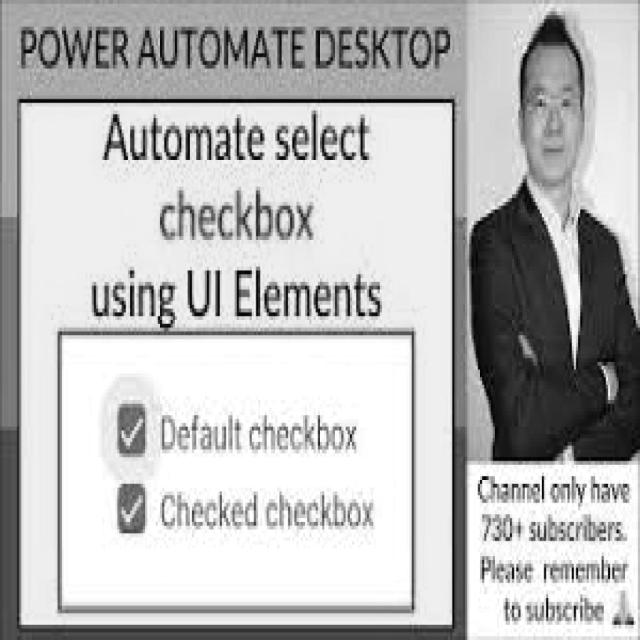 POWER AUTOMATE DESKTOP
Automate select
checkbox
using UI Elements
Default checkbox
Checked checkbox
Channel only have
730+ subscribers.
Please remember
to subscribe